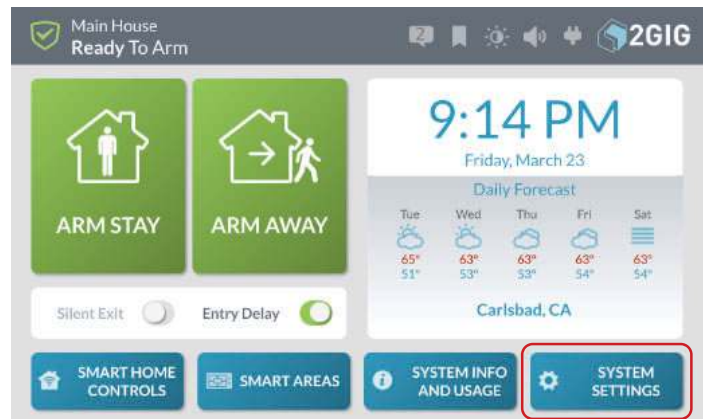 Main House
Ready To Arm
2
2GIG
ARM STAY
ARM AWAY
9:14 PM
Friday, March 23
Daily Forecast
Tue Wed Thu Fri Sat
65° 63° 63° 63° 63°
51° 53° 53° 54° 54°
Carlsbad, CA
Silent Exit
Entry Delay
SMART HOME
CONTROLS
SMART AREAS
SYSTEM INFO
AND USAGE
SYSTEM
SETTINGS